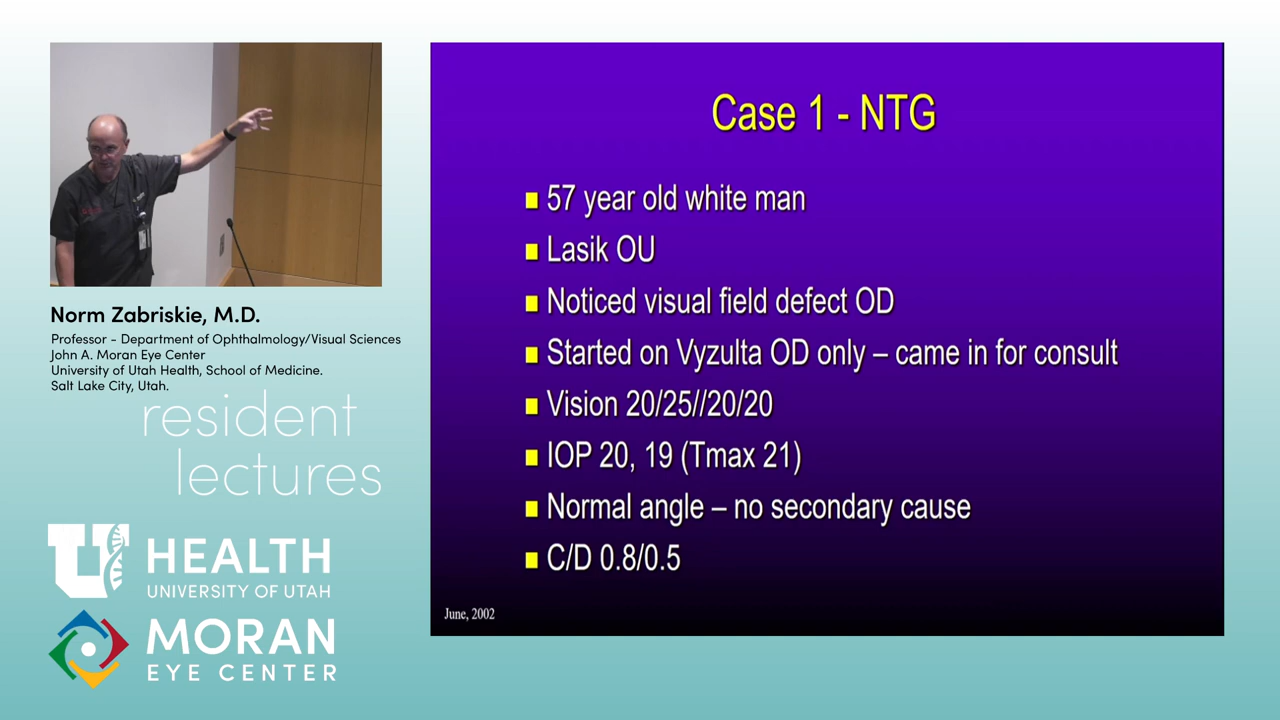 Norm Zabriskie, M.D.
Professor - Department of Ophthalmology/Visual Sciences
John A. Moran Eye Center
University of Utah Health, School of Medicine.
Salt Lake City, Utah.
resident
lectures
U HEALTH
UNIVERSITY OF UTAH
MORAN
EYE CENTER
Case 1 - NTG
57 year old white man
Lasik OU
Noticed visual field defect OD
Started on Vyzulta OD only – came in for consult
Vision 20/25//20/20
IOP 20, 19 (Tmax 21)
Normal angle – no secondary cause
C/D 0.8/0.5
June, 2002